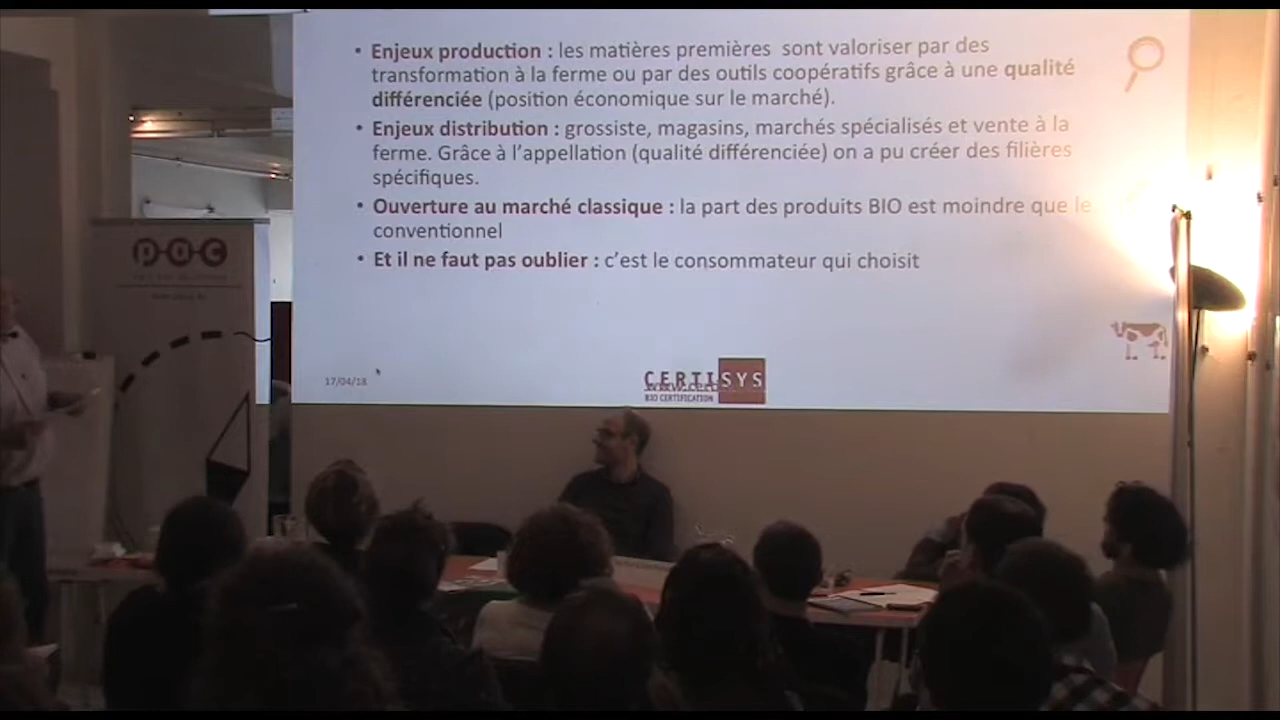 • Enjeux production : les matières premières sont valoriser par des
transformation à la ferme ou par des outils coopératifs grâce à une qualité
différenciée (position économique sur le marché).
• Enjeux distribution : grossiste, magasins, marchés spécialisés et vente à la
ferme. Grâce à l'appellation (qualité différenciée) on a pu créer des filières
spécifiques.
• Ouverture au marché classique : la part des produits BIO est moindre que le
conventionnel
• Et il ne faut pas oublier : c'est le consommateur qui choisit
p•a•c
17/04/18
CERTISYS
BIO CERTIFICATION